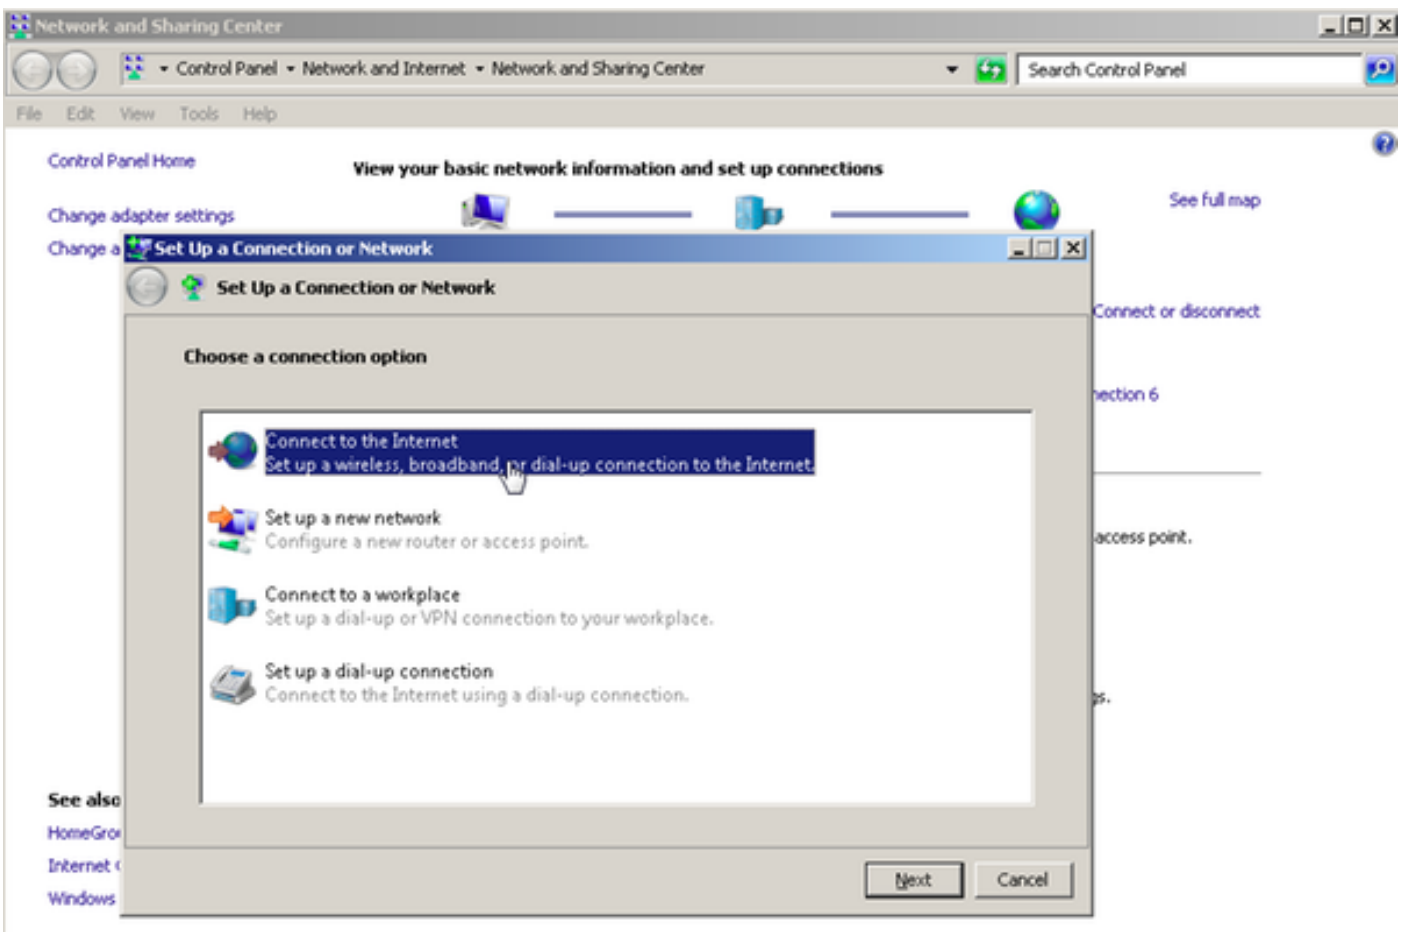 Network and Sharing Center
Control Panel Network and Internet Network and Sharing Center
Search Control Panel
File Edit View Tools Help
Control Panel Home
View your basic network information and set up connections
See full map
Change adapter settings
Change a
Set Up a Connection or Network
Set Up a Connection or Network
Connect or disconnect
Choose a connection option
nection 6
Connect to the Internet
Set up a wireless, broadband, or dial-up connection to the Internet.
Set up a new network
Configure a new router or access point.
access point.
Connect to a workplace
Set up a dial-up or VPN connection to your workplace.
Set up a dial-up connection
Connect to the Internet using a dial-up connection.
gs.
See also
HomeGro
Internet
Windows
Next
Cancel